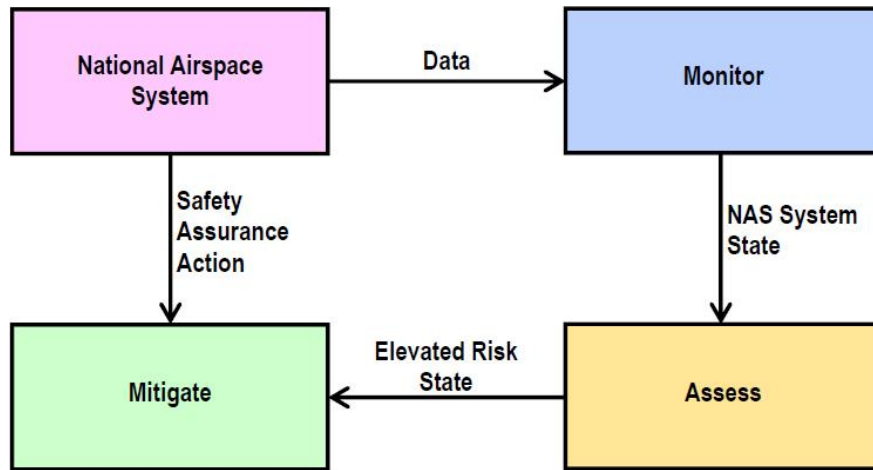 National Airspace
System
Data
Monitor
Safety
Assurance
Action
NAS System
State
Mitigate
Elevated Risk
State
Assess